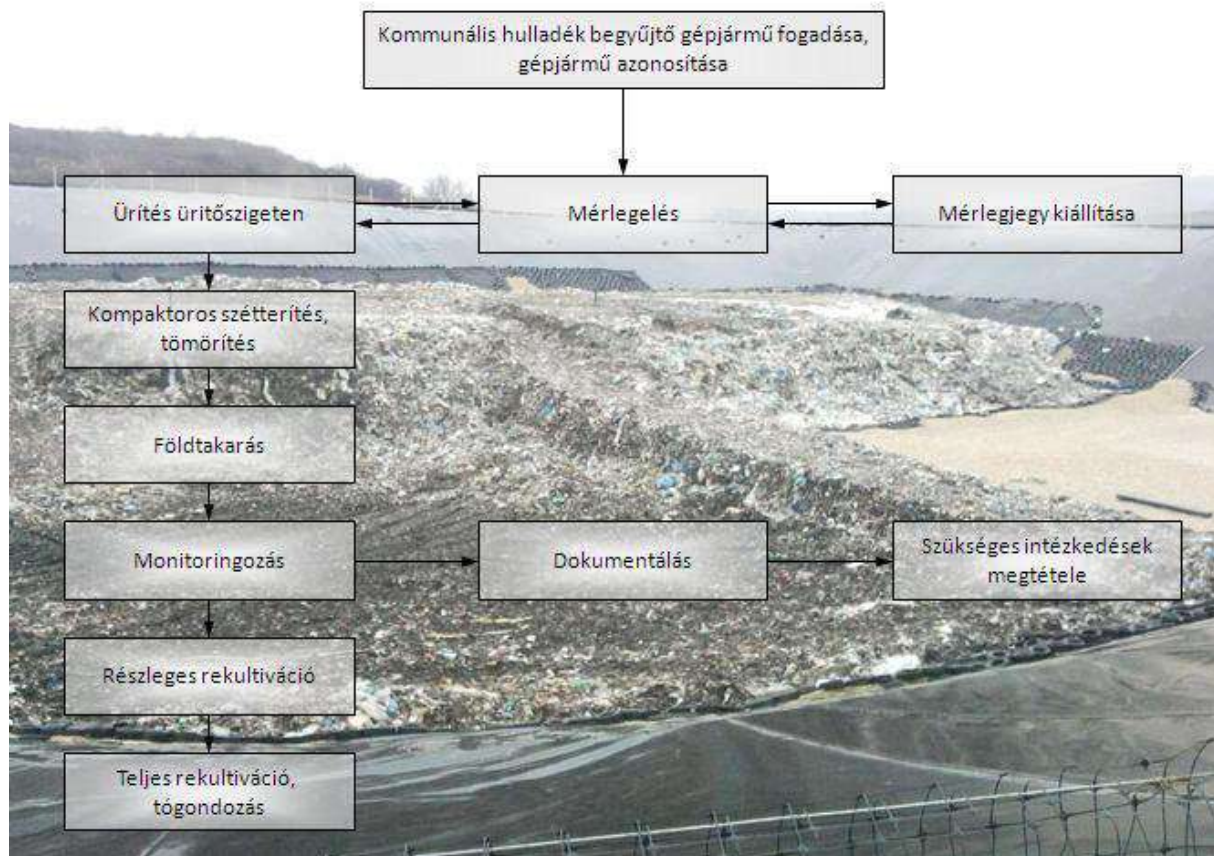 Kommunális hulladék begyűjtő gépjármű fogadása,
gépjármű azonosítása
Ürítés üritőszigeten
Mérlegelés
Mérlegjegy kiállítása
Kompaktoros szétterítés,
tömörítés
Földtakarás
Monitoringozás
Dokumentálás
Szükséges intézkedések
megtétele
Részleges rekultiváció
Teljes rekultiváció,
tógondozás